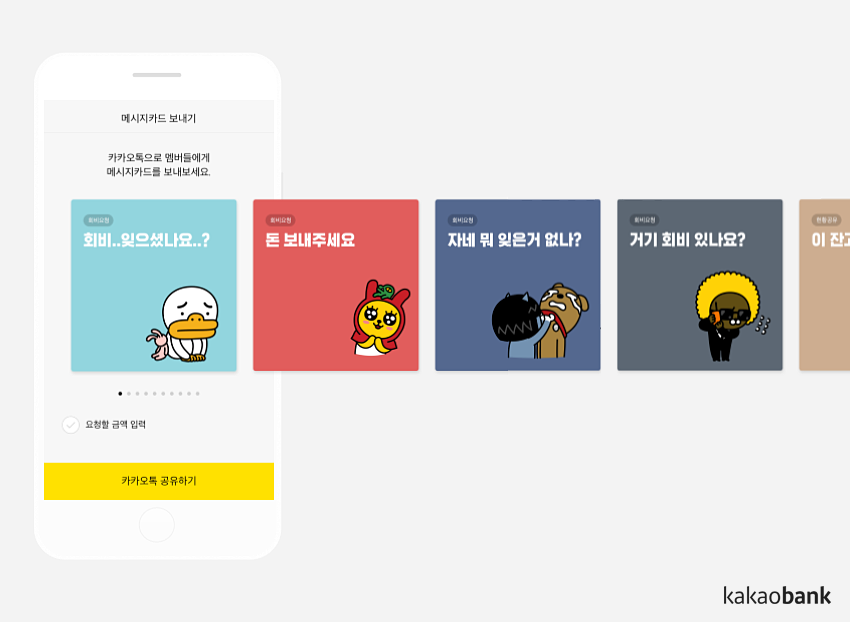 메시지카드 보내기
카카오톡으로 멤버들에게
메시지카드를 보내보세요.
회비요청
회비..잊으셨나요..?
회비요청
돈 보내주세요
회비요청
자네 뭐 잊은거 없나?
회비요청
거기 회비 있나요?
현황공유
이 잔고
요청할 금액 입력
카카오톡 공유하기
kakaobank